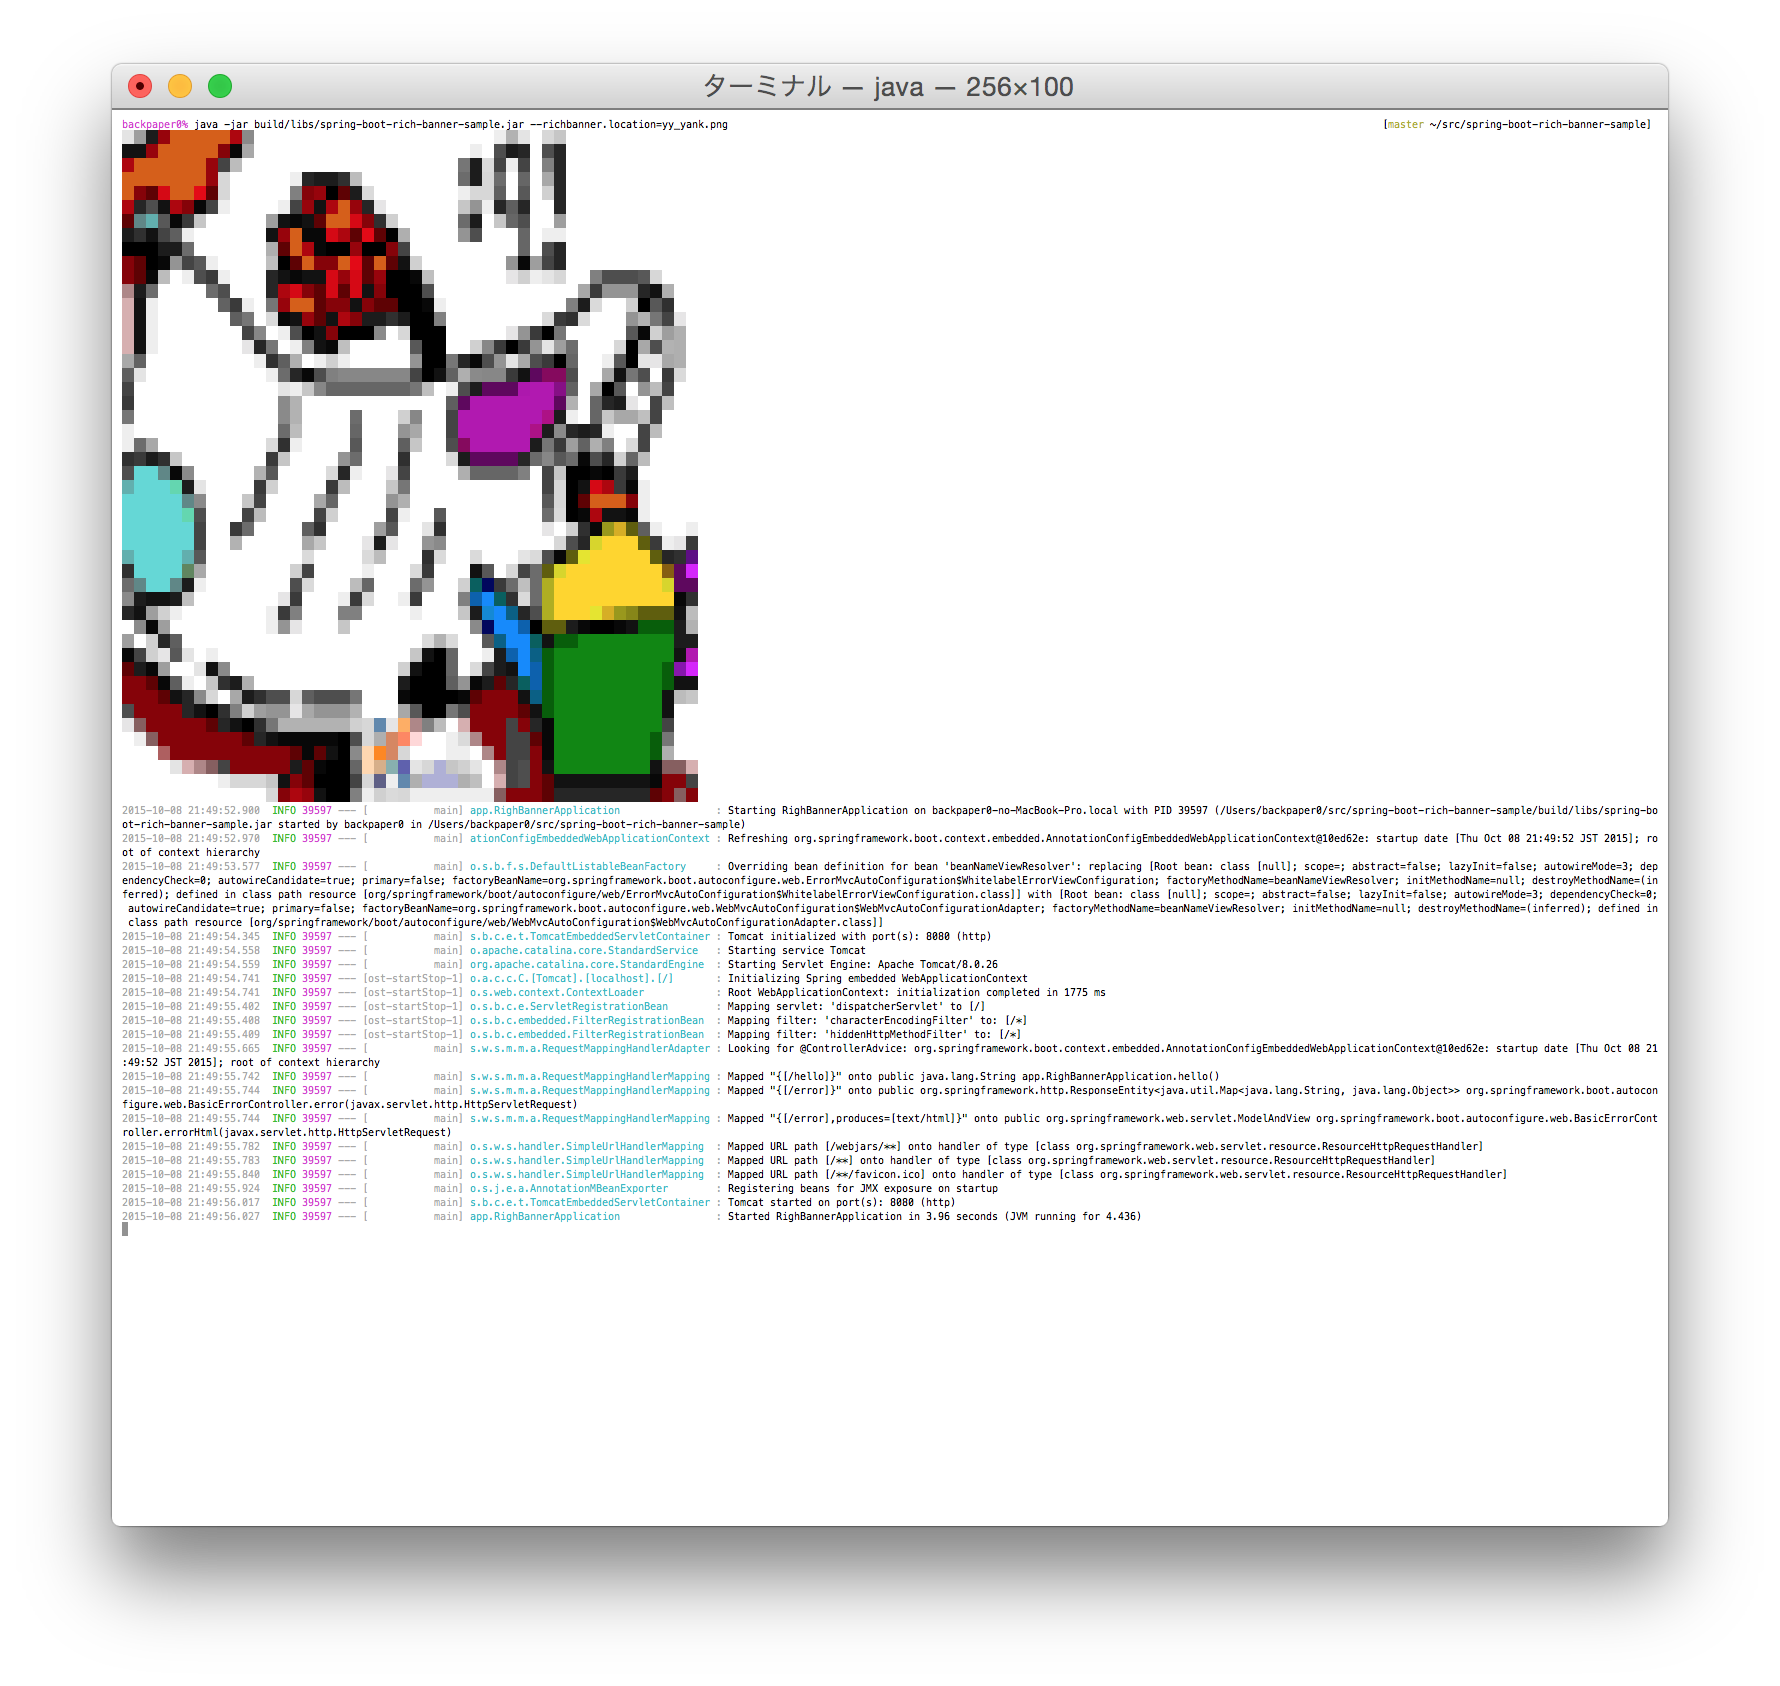 ターミナル — java — 256×100
backpaper0% java -jar build/libs/spring-boot-rich-banner-sample.jar --richbanner.location=yy_yank.png [master ~/src/spring-boot-rich-banner-sample]
2015-10-08 21:49:52.900 INFO 39597 --- [ main] app.RighBannerApplication : Starting RighBannerApplication on backpaper0-no-MacBook-Pro.local with PID 39597 (/Users/backpaper0/src/spring-boot-rich-banner-sample/build/libs/spring-bo
ot-rich-banner-sample.jar started by backpaper0 in /Users/backpaper0/src/spring-boot-rich-banner-sample)
2015-10-08 21:49:52.970 INFO 39597 --- [ main] ationConfigEmbeddedWebApplicationContext : Refreshing org.springframework.boot.context.embedded.AnnotationConfigEmbeddedWebApplicationContext@10ed62e: startup date [Thu Oct 08 21:49:52 JST 2015]; ro
ot of context hierarchy
2015-10-08 21:49:53.577 INFO 39597 --- [ main] o.s.b.f.s.DefaultListableBeanFactory : Overriding bean definition for bean 'beanNameViewResolver': replacing [Root bean: class [null]; scope=; abstract=false; lazyInit=false; autowireMode=3; dep
endencyCheck=0; autowireCandidate=true; primary=false; factoryBeanName=org.springframework.boot.autoconfigure.web.ErrorMvcAutoConfiguration$WhitelabelErrorViewConfiguration; factoryMethodName=beanNameViewResolver; initMethodName=null; destroyMethodName=(in
ferred); defined in class path resource [org/springframework/boot/autoconfigure/web/ErrorMvcAutoConfiguration$WhitelabelErrorViewConfiguration.class]] with [Root bean: class [null]; scope=; abstract=false; lazyInit=false; autowireMode=3; dependencyCheck=0;
autowireCandidate=true; primary=false; factoryBeanName=org.springframework.boot.autoconfigure.web.WebMvcAutoConfiguration$WebMvcAutoConfigurationAdapter; factoryMethodName=beanNameViewResolver; initMethodName=null; destroyMethodName=(inferred); defined in
class path resource [org/springframework/boot/autoconfigure/web/WebMvcAutoConfiguration$WebMvcAutoConfigurationAdapter.class]]
2015-10-08 21:49:54.345 INFO 39597 --- [ main] s.b.c.e.t.TomcatEmbeddedServletContainer : Tomcat initialized with port(s): 8080 (http)
2015-10-08 21:49:54.558 INFO 39597 --- [ main] o.apache.catalina.core.StandardService : Starting service Tomcat
2015-10-08 21:49:54.559 INFO 39597 --- [ main] org.apache.catalina.core.StandardEngine : Starting Servlet Engine: Apache Tomcat/8.0.26
2015-10-08 21:49:54.741 INFO 39597 --- [ost-startStop-1] o.a.c.c.C.[Tomcat].[localhost].[/] : Initializing Spring embedded WebApplicationContext
2015-10-08 21:49:54.741 INFO 39597 --- [ost-startStop-1] o.s.web.context.ContextLoader : Root WebApplicationContext: initialization completed in 1775 ms
2015-10-08 21:49:55.402 INFO 39597 --- [ost-startStop-1] o.s.b.c.e.ServletRegistrationBean : Mapping servlet: 'dispatcherServlet' to [/]
2015-10-08 21:49:55.408 INFO 39597 --- [ost-startStop-1] o.s.b.c.embedded.FilterRegistrationBean : Mapping filter: 'characterEncodingFilter' to: [/*]
2015-10-08 21:49:55.409 INFO 39597 --- [ost-startStop-1] o.s.b.c.embedded.FilterRegistrationBean : Mapping filter: 'hiddenHttpMethodFilter' to: [/*]
2015-10-08 21:49:55.665 INFO 39597 --- [ main] s.w.s.m.m.a.RequestMappingHandlerAdapter : Looking for @ControllerAdvice: org.springframework.boot.context.embedded.AnnotationConfigEmbeddedWebApplicationContext@10ed62e: startup date [Thu Oct 08 21
:49:52 JST 2015]; root of context hierarchy
2015-10-08 21:49:55.742 INFO 39597 --- [ main] s.w.s.m.m.a.RequestMappingHandlerMapping : Mapped "{[/hello]}" onto public java.lang.String app.RighBannerApplication.hello()
2015-10-08 21:49:55.744 INFO 39597 --- [ main] s.w.s.m.m.a.RequestMappingHandlerMapping : Mapped "{[/error]}" onto public org.springframework.http.ResponseEntity<java.util.Map<java.lang.String, java.lang.Object>> org.springframework.boot.autocon
figure.web.BasicErrorController.error(javax.servlet.http.HttpServletRequest)
2015-10-08 21:49:55.744 INFO 39597 --- [ main] s.w.s.m.m.a.RequestMappingHandlerMapping : Mapped "{[/error],produces=[text/html]}" onto public org.springframework.web.servlet.ModelAndView org.springframework.boot.autoconfigure.web.BasicErrorCont
roller.errorHtml(javax.servlet.http.HttpServletRequest)
2015-10-08 21:49:55.782 INFO 39597 --- [ main] o.s.w.s.handler.SimpleUrlHandlerMapping : Mapped URL path [/webjars/**] onto handler of type [class org.springframework.web.servlet.resource.ResourceHttpRequestHandler]
2015-10-08 21:49:55.783 INFO 39597 --- [ main] o.s.w.s.handler.SimpleUrlHandlerMapping : Mapped URL path [/**] onto handler of type [class org.springframework.web.servlet.resource.ResourceHttpRequestHandler]
2015-10-08 21:49:55.840 INFO 39597 --- [ main] o.s.w.s.handler.SimpleUrlHandlerMapping : Mapped URL path [/**/favicon.ico] onto handler of type [class org.springframework.web.servlet.resource.ResourceHttpRequestHandler]
2015-10-08 21:49:55.924 INFO 39597 --- [ main] o.s.j.e.a.AnnotationMBeanExporter : Registering beans for JMX exposure on startup
2015-10-08 21:49:56.017 INFO 39597 --- [ main] s.b.c.e.t.TomcatEmbeddedServletContainer : Tomcat started on port(s): 8080 (http)
2015-10-08 21:49:56.027 INFO 39597 --- [ main] app.RighBannerApplication : Started RighBannerApplication in 3.96 seconds (JVM running for 4.436)